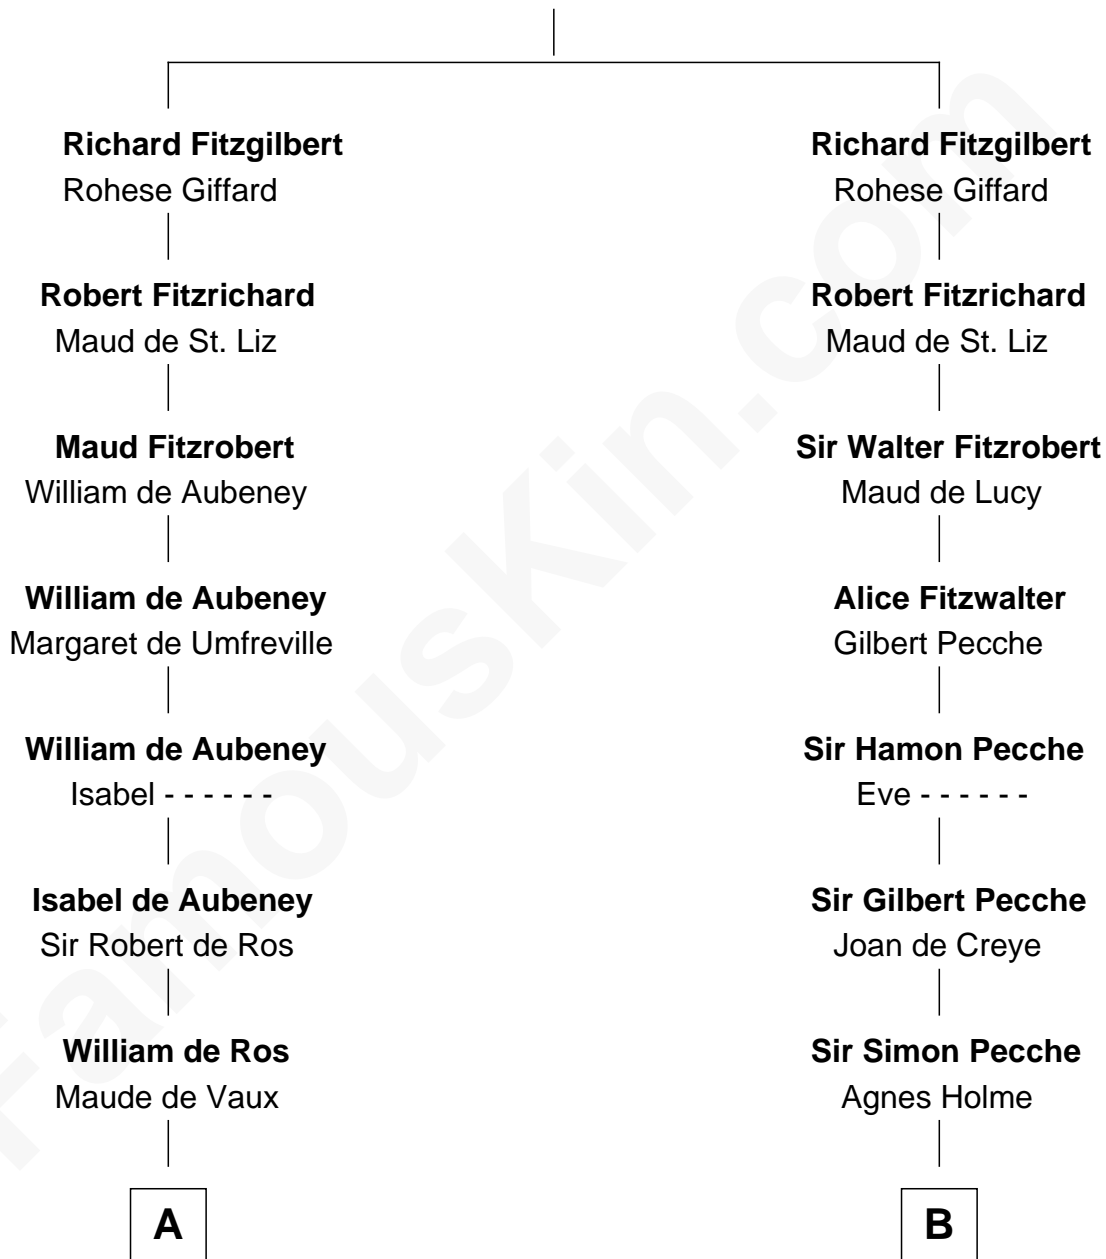 Richard Fitzgilbert
Rohese Giffard
Robert Fitzrichard
Maud de St. Liz
Maud Fitzrobert
William de Aubeney
William de Aubeney
Margaret de Umfreville
William de Aubeney
Isabel - - - - - -
Isabel de Aubeney
Sir Robert de Ros
William de Ros
Maude de Vaux
A
Richard Fitzgilbert
Rohese Giffard
Robert Fitzrichard
Maud de St. Liz
Sir Walter Fitzrobert
Maud de Lucy
Alice Fitzwalter
Gilbert Pecche
Sir Hamon Pecche
Eve - - - - - -
Sir Gilbert Pecche
Joan de Creye
Sir Simon Pecche
Agnes Holme
B
FamousKin.com